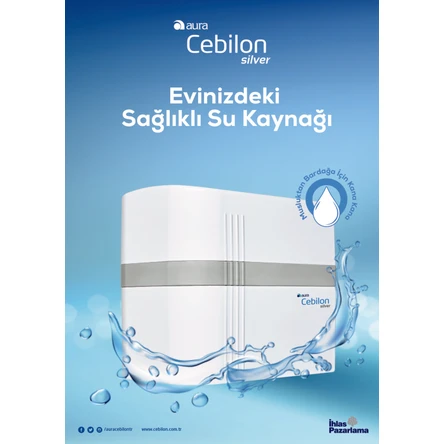 aura
Cebilon
silver
Evinizdeki
Sağlıklı Su Kaynağı
Musluktan Bardağa İçin Kana Kana
aura
Cebilon
silver
/auracebilontr www.cebilon.com.tr
İhlas
Pazarlama